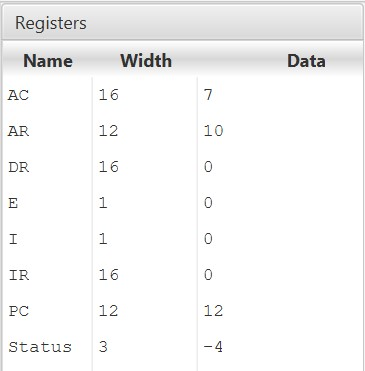 Registers
Name Width Data
AC 16 7
AR 12 10
DR 16 0
E 1 0
I 1 0
IR 16 0
PC 12 12
Status 3 -4